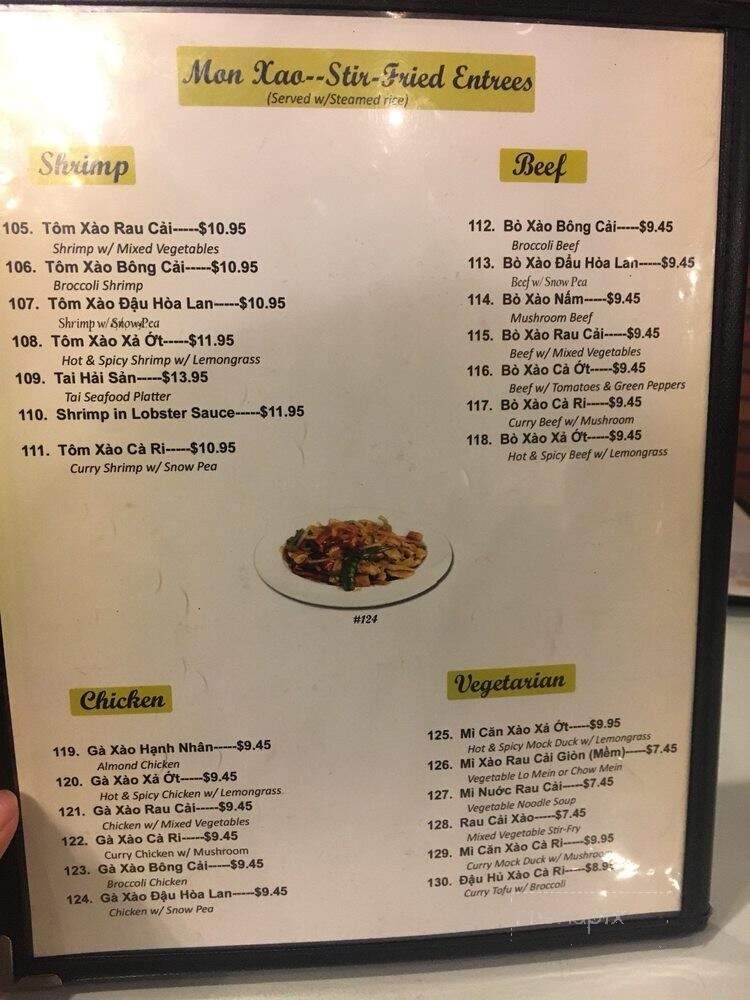 Mon Xao--Stir-Fried Entrees
(Served w/Steamed rice)
Shrimp
105. Tôm Xào Rau Cải-----$10.95
Shrimp w/ Mixed Vegetables
106. Tôm Xào Bông Cải-----$10.95
Broccoli Shrimp
107. Tôm Xào Đậu Hòa Lan-----$10.95
Shrimp w/ Snow Pea
108. Tôm Xào Xả Ớt-----$11.95
Hot & Spicy Shrimp w/ Lemongrass
109. Tai Hải Sản-----$13.95
Tai Seafood Platter
110. Shrimp in Lobster Sauce-----$11.95
111. Tôm Xào Cà Ri-----$10.95
Curry Shrimp w/ Snow Pea
Beef
112. Bò Xào Bông Cải-----$9.45
Broccoli Beef
113. Bò Xào Đầu Hòa Lan-----$9.45
Beef w/ Snow Pea
114. Bò Xào Nấm-----$9.45
Mushroom Beef
115. Bò Xào Rau Cải-----$9.45
Beef w/ Mixed Vegetables
116. Bò Xào Cà Ớt-----$9.45
Beef w/ Tomatoes & Green Peppers
117. Bò Xào Cà Ri-----$9.45
Curry Beef w/ Mushroom
118. Bò Xào Xả Ớt-----$9.45
Hot & Spicy Beef w/ Lemongrass
#124
Chicken
119. Gà Xào Hạnh Nhân-----$9.45
Almond Chicken
120. Gà Xào Xả Ớt-----$9.45
Hot & Spicy Chicken w/ Lemongrass
121. Gà Xào Rau Cải-----$9.45
Chicken w/ Mixed Vegetables
122. Gà Xào Cà Ri-----$9.45
Curry Chicken w/ Mushroom
123. Gà Xào Bông Cải-----$9.45
Broccoli Chicken
124. Gà Xào Đậu Hòa Lan-----$9.45
Chicken w/ Snow Pea
Vegetarian
125. Mì Căn Xào Xả Ớt-----$9.95
Hot & Spicy Mock Duck w/ Lemongrass
126. Mì Xào Rau Cải Giòn (Mềm)-----$7.45
Vegetable Lo Mein or Chow Mein
127. Mì Nước Rau Cải-----$7.45
Vegetable Noodle Soup
128. Rau Cải Xào-----$7.45
Mixed Vegetable Stir-Fry
129. Mì Căn Xào Cà Ri-----$9.95
Curry Mock Duck w/ Mushroom
130. Đậu Hủ Xào Cà Ri-----$8.95
Curry Tofu w/ Broccoli